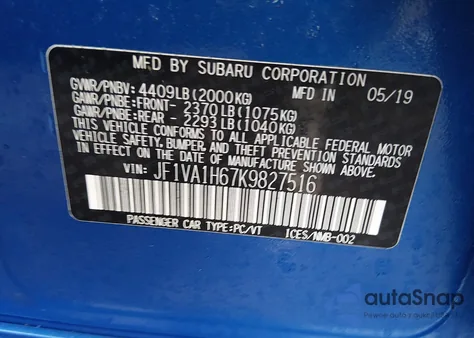 MFD BY SUBARU CORPORATION
GVWR/PNBV: 4409LB(2000KG) 05/19
GAWR/PNBE:FRONT- 2370LB(1075KG)
GAWR/PNBE:REAR - 2293LB(1040KG)
THIS VEHICLE CONFORMS TO ALL APPLICABLE FEDERAL MOTOR
VEHICLE SAFETY, BUMPER, AND THEFT PREVENTION STANDARDS
IN EFFECT ON THE DATE OF MANUFACTURE SHOWN ABOVE.
VIN: JF1VA1H67K9827516
PASSENGER CAR TYPE:PC/VT ICES/NMB-002
autoSnap